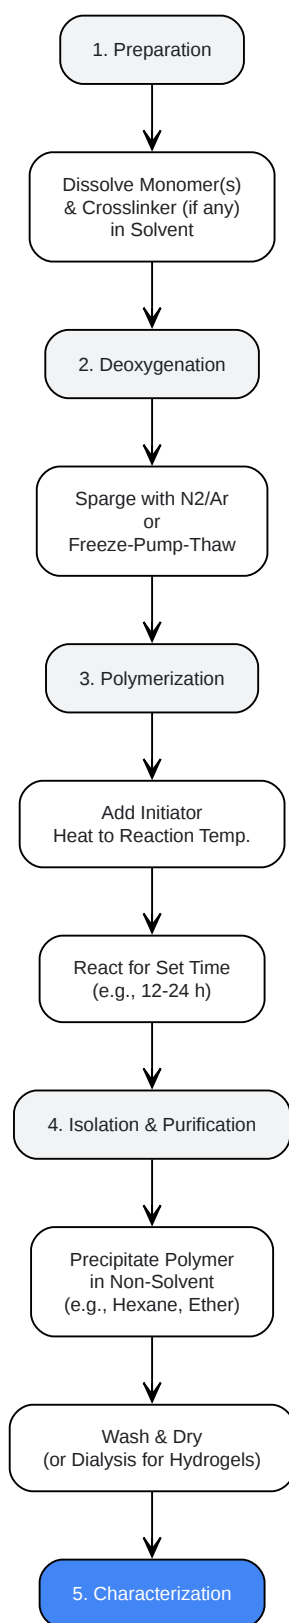 1. Preparation
Dissolve Monomer(s)
& Crosslinker (if any)
in Solvent
2. Deoxygenation
Sparge with N2/Ar
or
Freeze-Pump-Thaw
3. Polymerization
Add Initiator
Heat to Reaction Temp.
React for Set Time
(e.g., 12-24 h)
4. Isolation & Purification
Precipitate Polymer
in Non-Solvent
(e.g., Hexane, Ether)
Wash & Dry
(or Dialysis for Hydrogels)
5. Characterization